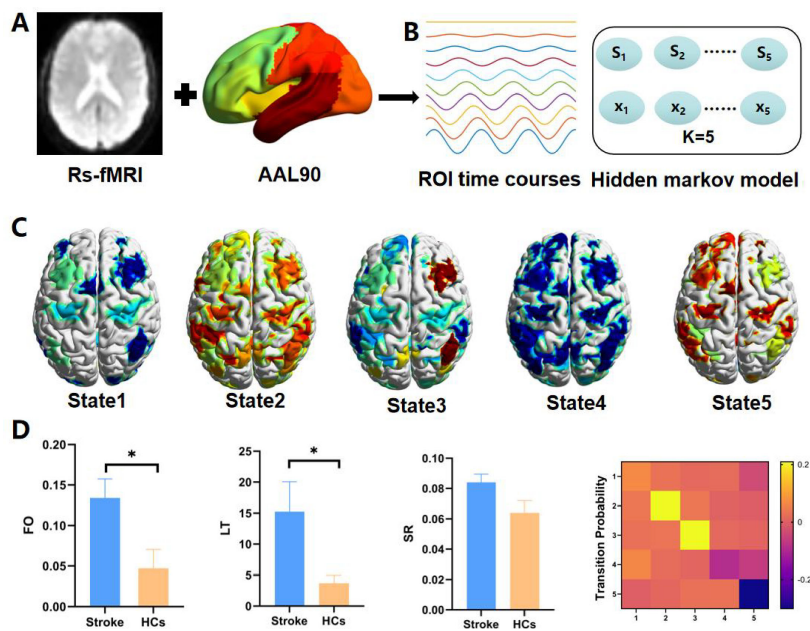 A
B
S1 S2 ······ S5
x1 x2 ······ x5
K=5
Rs-fMRI
AAL90
ROI time courses
Hidden markov model
C
State1
State2
State3
State4
State5
D
FO
0.20
0.15
0.10
0.05
0.00
*
Stroke HCs
LT
25
20
15
10
5
0
*
Stroke HCs
SR
0.10
0.08
0.06
0.04
0.02
0.00
Stroke HCs
Transition Probability
1
2
3
4
5
1 2 3 4 5
0.2
0
-0.2